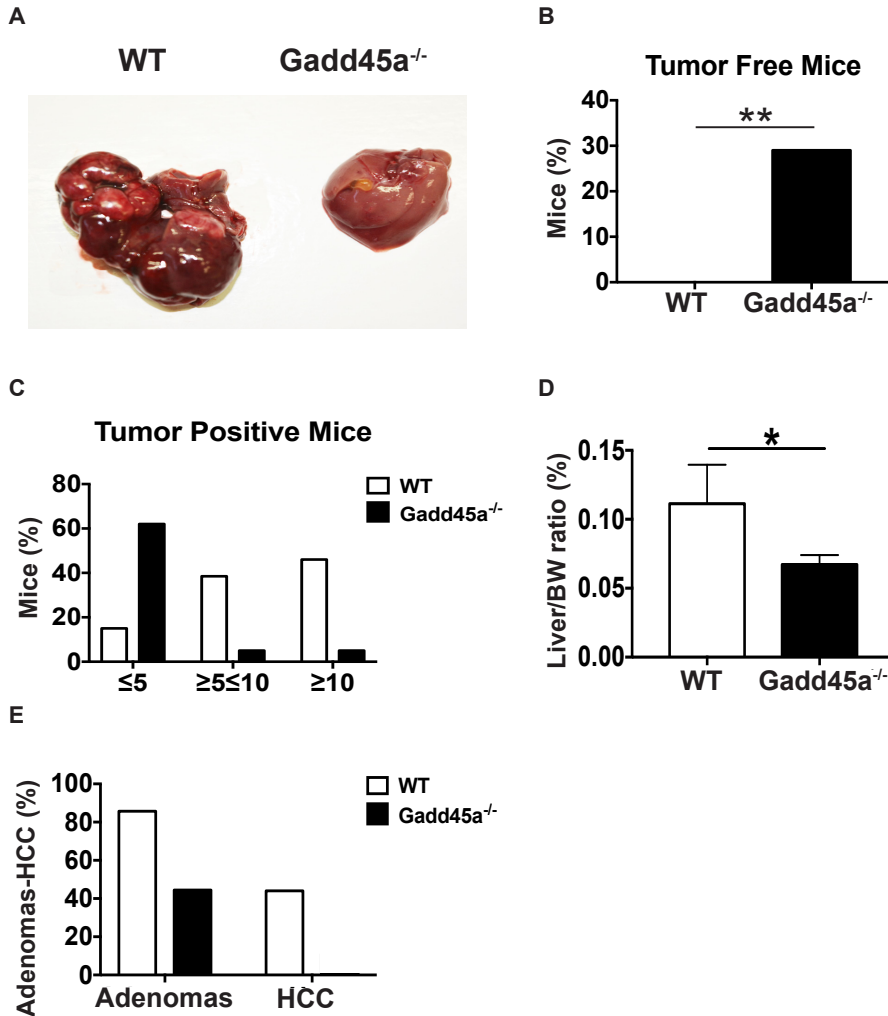 A
WT Gadd45a-/-
B
Tumor Free Mice
Mice (%)
40
30
20
10
0
**
WT Gadd45a-/-
C
Tumor Positive Mice
Mice (%)
80
60
40
20
0
≤5 ≥5≤10 ≥10
WT
Gadd45a-/-
D
Liver/BW ratio (%)
0.15
0.10
0.05
0.00
*
WT Gadd45a-/-
E
Adenomas-HCC (%)
100
80
60
40
20
0
Adenomas HCC
WT
Gadd45a-/-